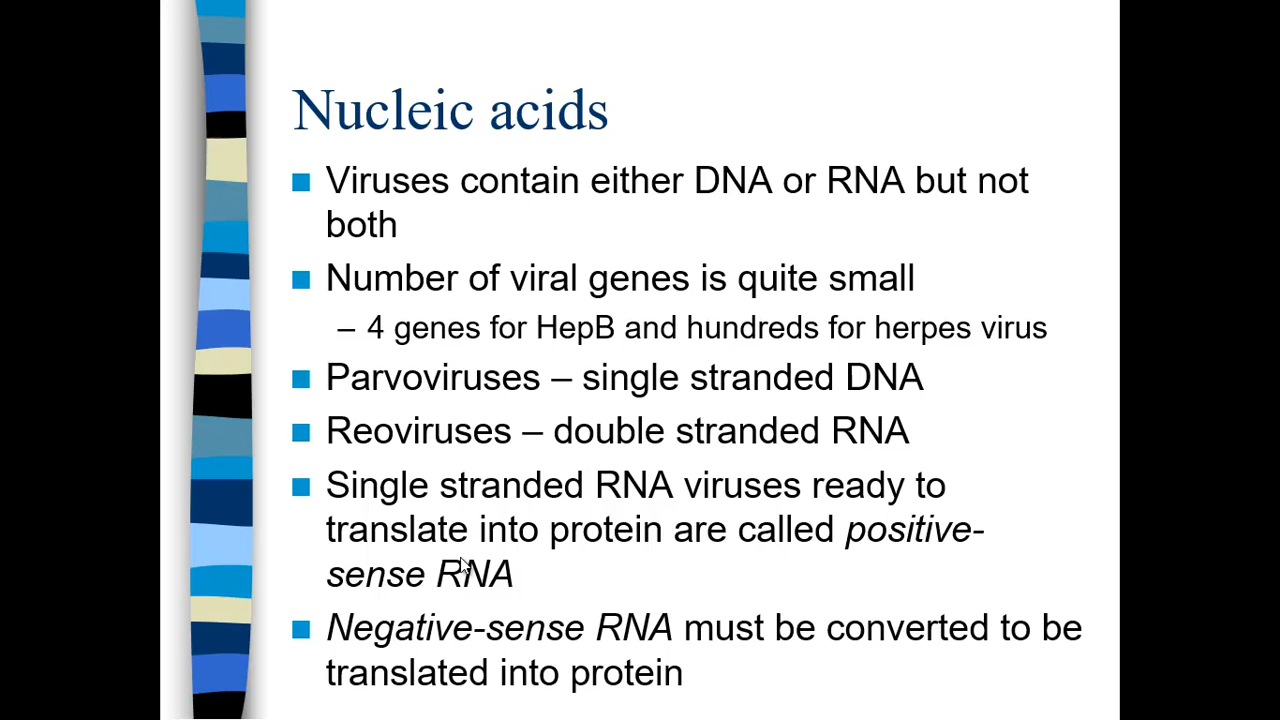 Nucleic acids
■ Viruses contain either DNA or RNA but not
both
■ Number of viral genes is quite small
– 4 genes for HepB and hundreds for herpes virus
■ Parvoviruses – single stranded DNA
■ Reoviruses – double stranded RNA
■ Single stranded RNA viruses ready to
translate into protein are called positive-
sense RNA
■ Negative-sense RNA must be converted to be
translated into protein